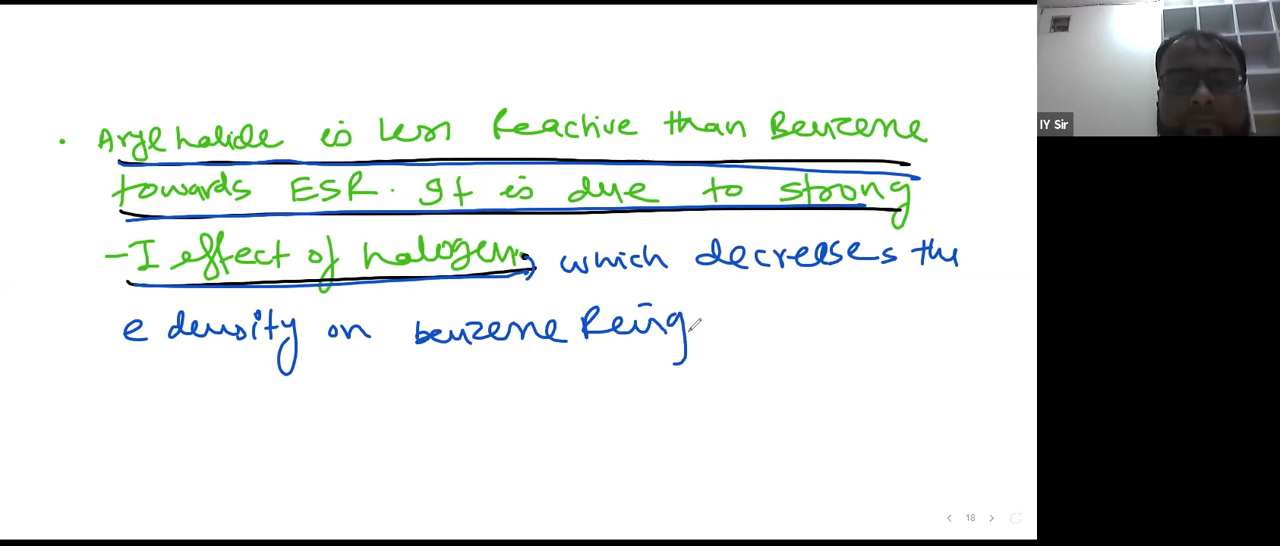 . Aryl halide is less Reactive than Benzene
towards ESR. It is due to strong
-I effect of halogen, which decreases the
e density on benzene Reing
IY Sir
< 18 >